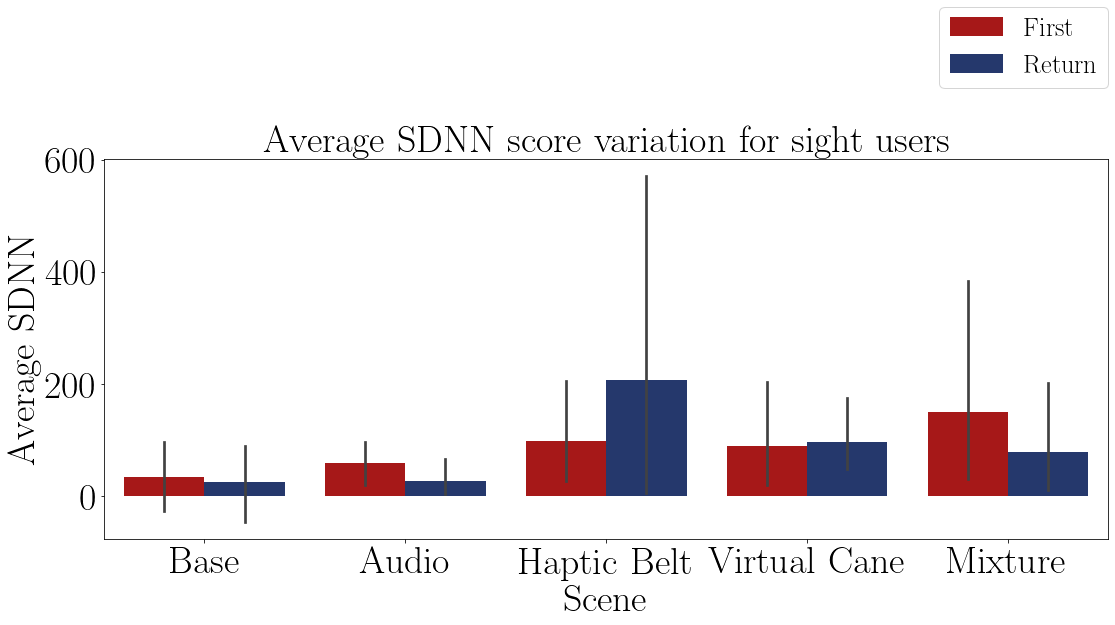 First
Return
Average SDNN score variation for sight users
Average SDNN
600
400
200
0
Base
Audio
Haptic Belt
Virtual Cane
Mixture
Scene